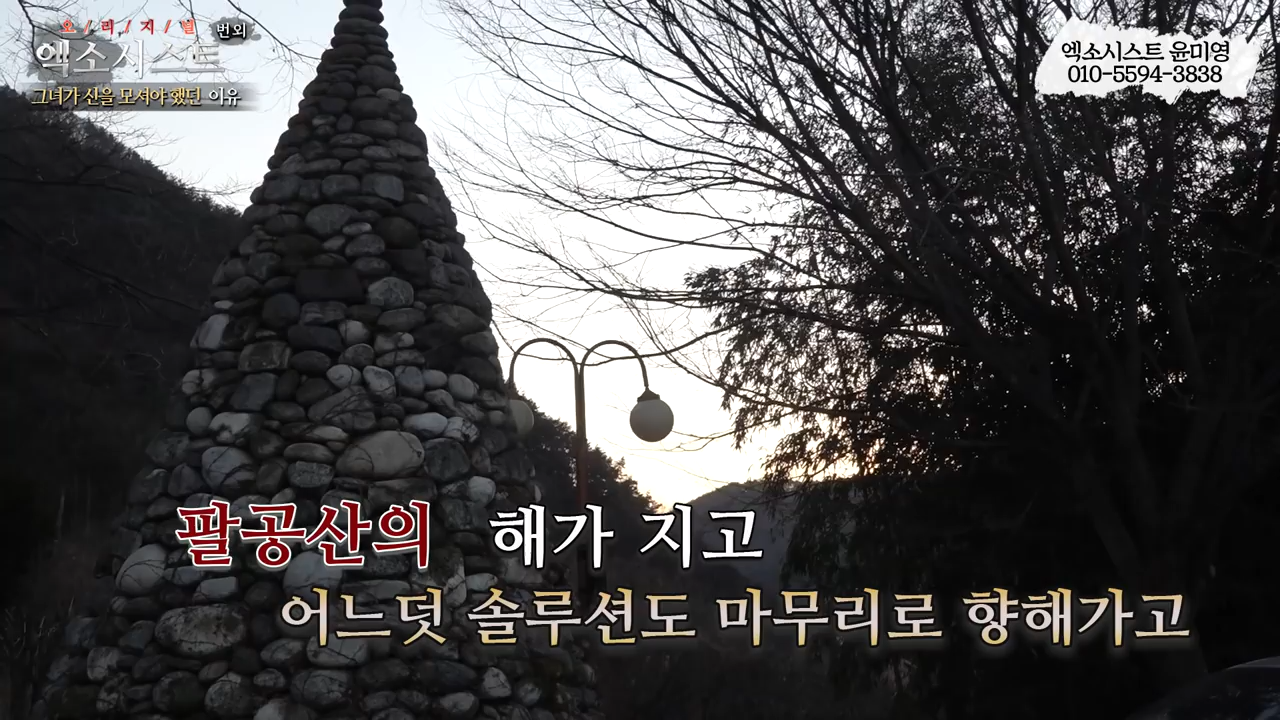 오/리/지/널 번외
엑소시스트
그녀가 신을 모셔야 했던 이유
엑소시스트 윤미영
010-5594-3838
팔공산의 해가 지고
어느덧 솔루션도 마무리로 향해가고